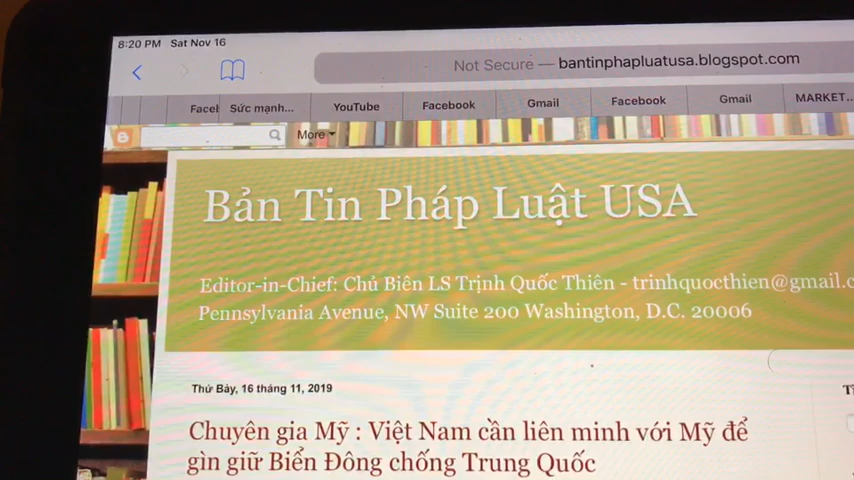 8:20 PM Sat Nov 16
Not Secure — bantinphapluatusa.blogspot.com
Sức mạnh... YouTube Facebook Gmail Facebook Gmail MARKET...
More
Bản Tin Pháp Luật USA
Editor-in-Chief: Chủ Biên LS Trịnh Quốc Thiên - trinhquocthien@gmail.c
Pennsylvania Avenue, NW Suite 200 Washington, D.C. 20006
Thứ Bảy, 16 tháng 11, 2019
Chuyên gia Mỹ : Việt Nam cần liên minh với Mỹ để
gìn giữ Biển Đông chống Trung Quốc